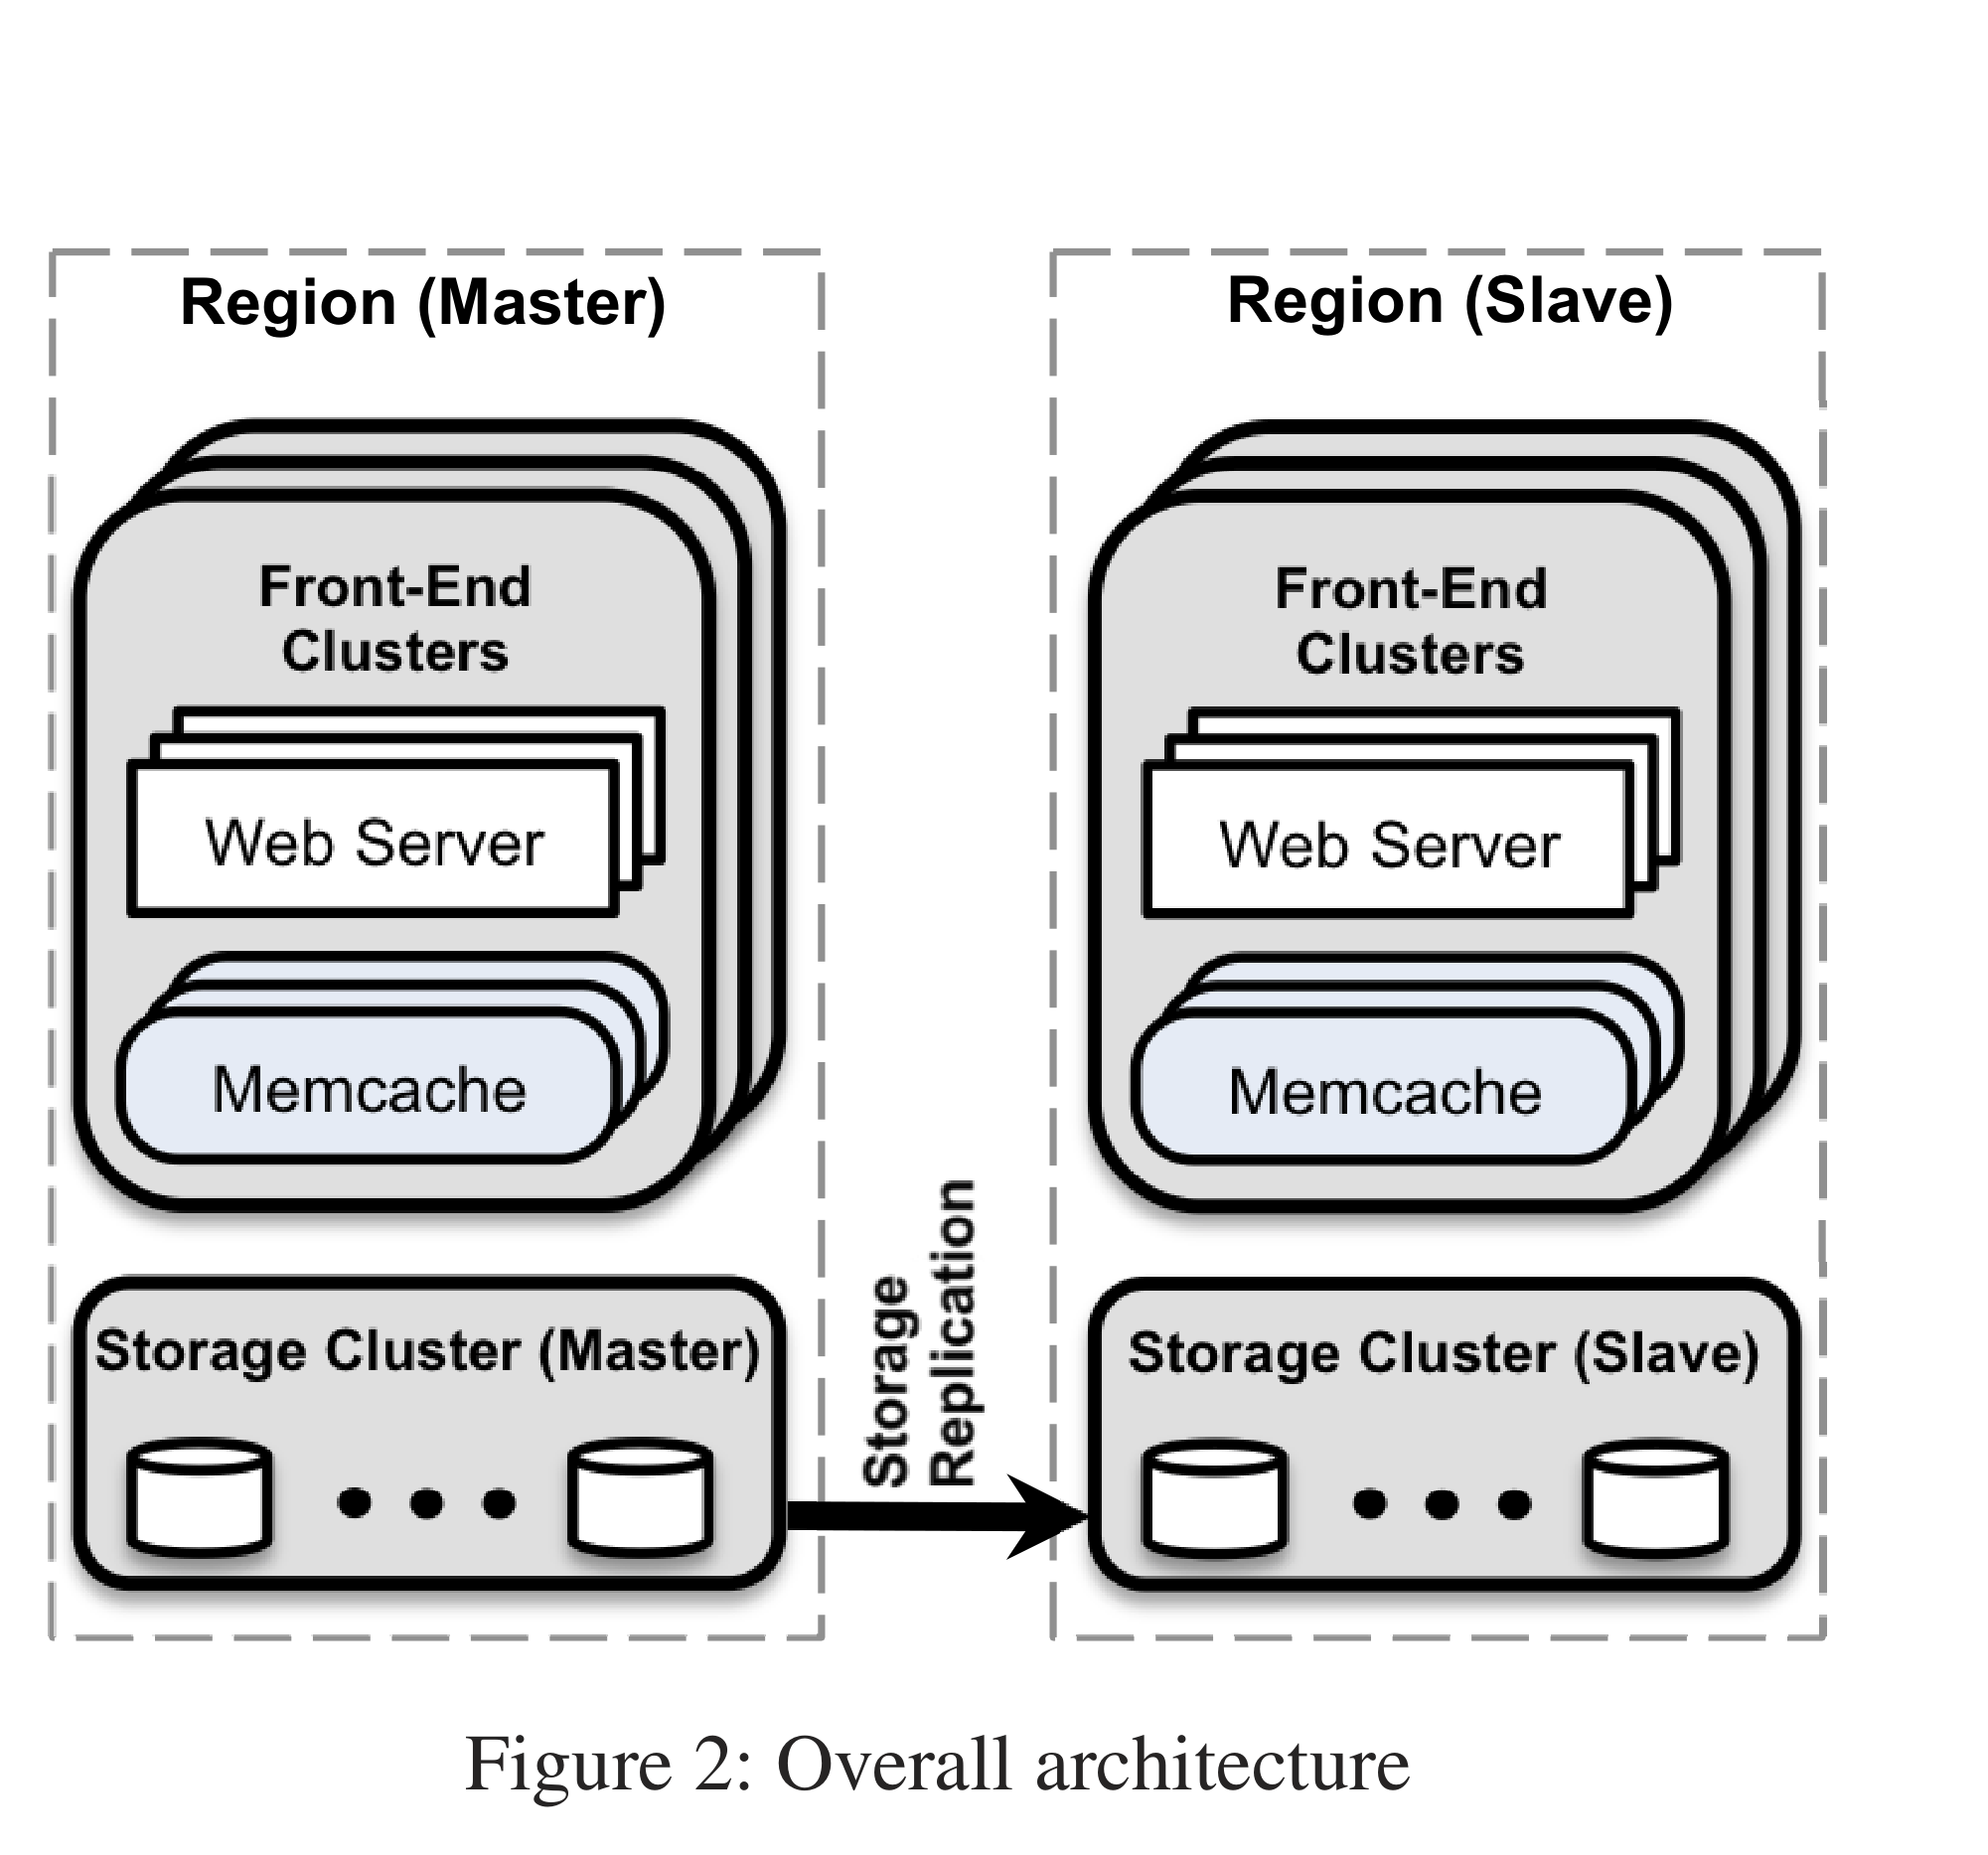 Region (Master)
Front-End
Clusters
Web Server
Memcache
Storage Cluster (Master)
Storage
Replication
Region (Slave)
Front-End
Clusters
Web Server
Memcache
Storage Cluster (Slave)
Figure 2: Overall architecture